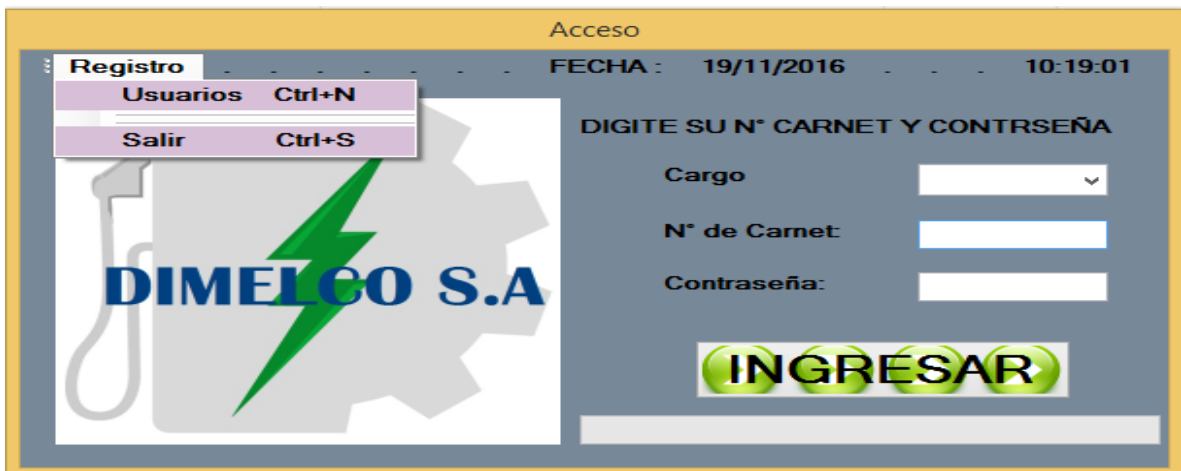 Acceso
Registro . . . . . . . FECHA : 19/11/2016 . . . 10:19:01
Usuarios Ctrl+N
Salir Ctrl+S
DIGITE SU N° CARNET Y CONTRSEÑA
Cargo
N° de Carnet:
Contraseña:
DIMELCO S.A
INGRESAR